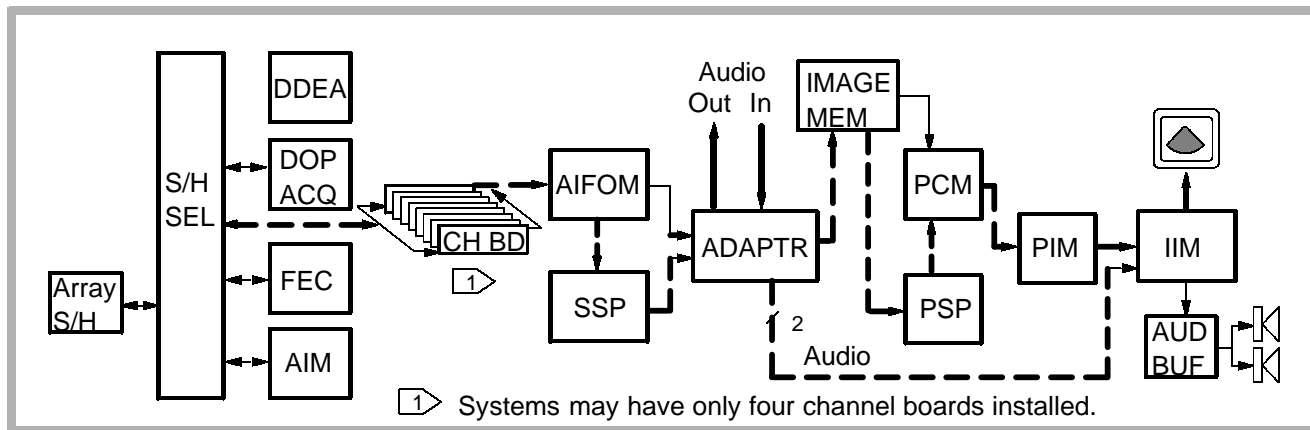 DDEA
S/H
SEL
DOP
ACQ
FEC
AIM
Array
S/H
CH BD
1
AIFOM
SSP
Audio
Out In
ADAPTR
2
Audio
IMAGE
MEM
PCM
PSP
PIM
IIM
AUD
BUF
1 Systems may have only four channel boards installed.